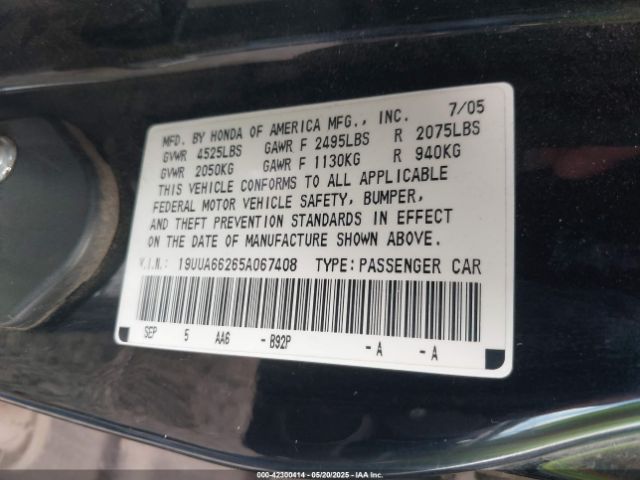 MFD. BY HONDA OF AMERICA MFG., INC. 7/05
GVWR 4525LBS GAWR F 2495LBS R 2075LBS
GVWR 2050KG GAWR F 1130KG R 940KG
THIS VEHICLE CONFORMS TO ALL APPLICABLE
FEDERAL MOTOR VEHICLE SAFETY, BUMPER,
AND THEFT PREVENTION STANDARDS IN EFFECT
ON THE DATE OF MANUFACTURE SHOWN ABOVE.
V.I.N.: 19UUA66265A067408 TYPE:PASSENGER CAR
SEP 5 AA6 -B92P -A -A
000-42300414 - 05/20/2025 - IAA Inc.